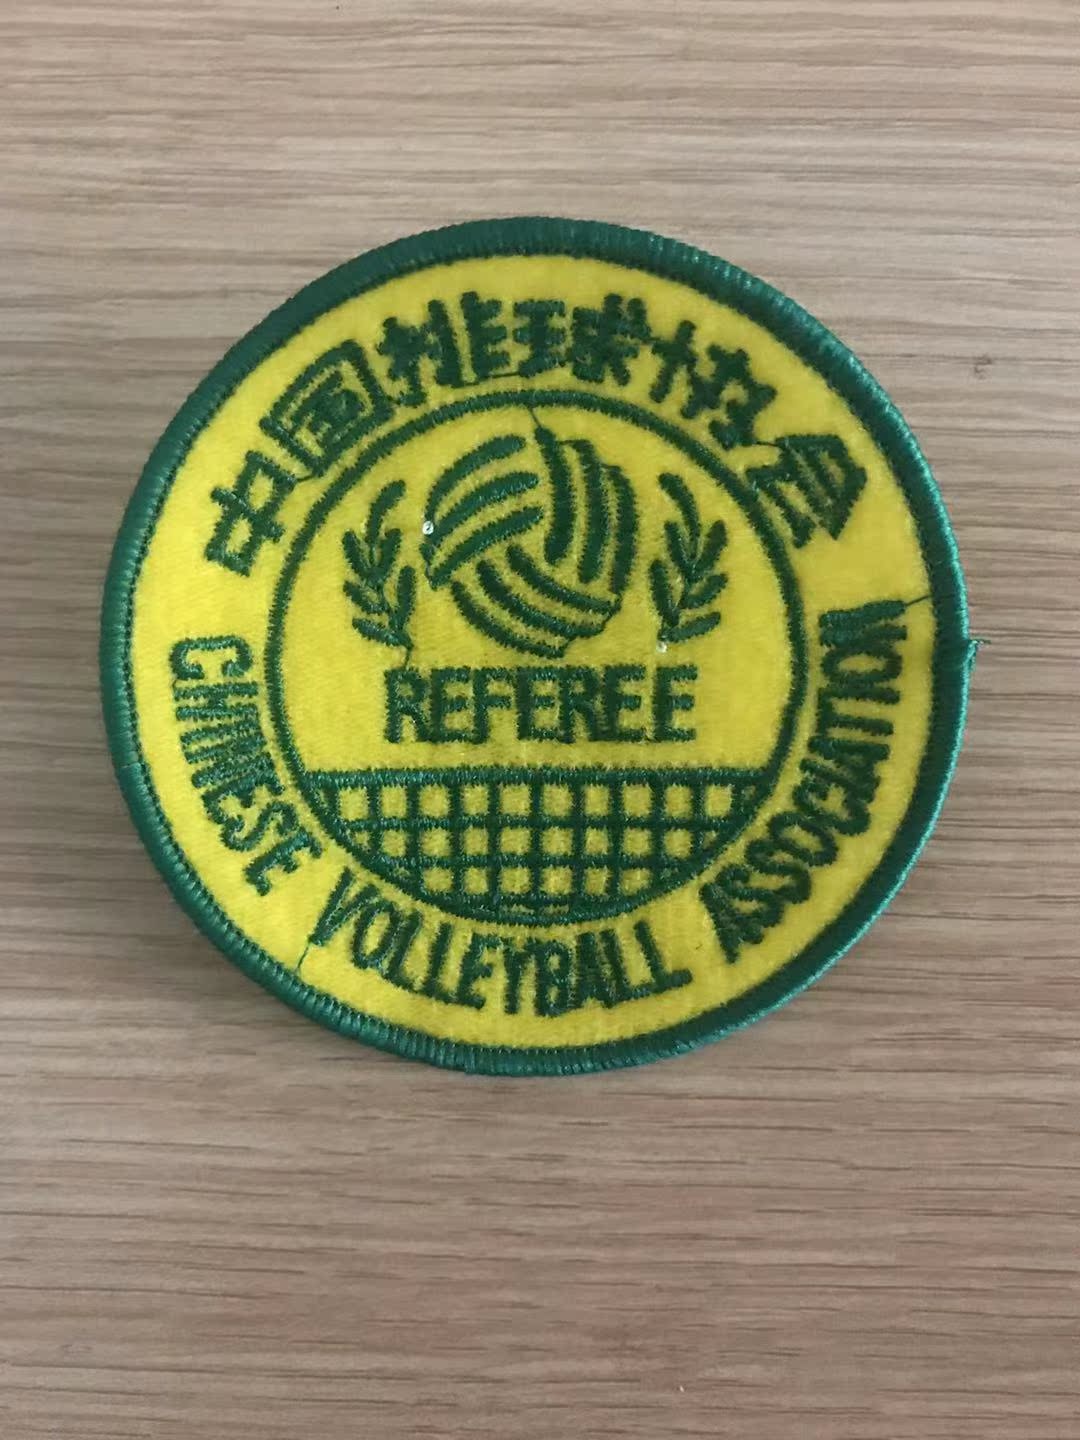 中国排球协会
REFEREE
CHINESE VOLLEYBALL ASSOCIATION